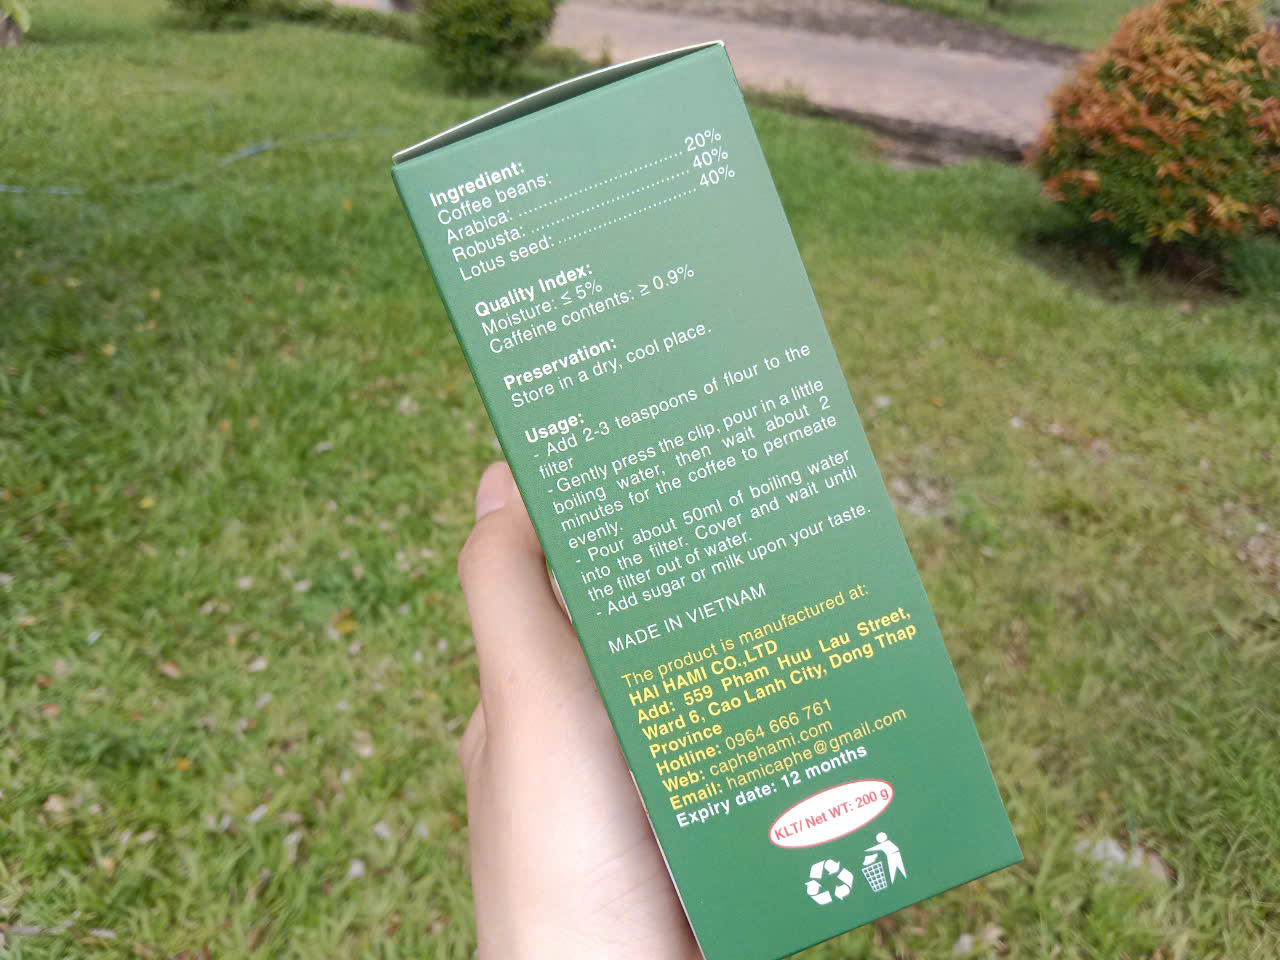 Ingredient:
Coffee beans:
Arabica: ............................... 20%
Robusta: .............................. 40%
Lotus seed: .......................... 40%
Quality Index:
Moisture: ≤ 5%
Caffeine contents: ≥ 0.9%
Preservation:
Store in a dry, cool place.
Usage:
- Add 2-3 teaspoons of flour to the
filter
- Gently press the clip, pour in a little
boiling water, then wait about 2
minutes for the coffee to permeate
evenly.
- Pour about 50ml of boiling water
into the filter. Cover and wait until
the filter out of water.
- Add sugar or milk upon your taste.
MADE IN VIETNAM
The product is manufactured at:
HAI HAMI CO.,LTD
Add: 559 Pham Huu Lau Street,
Ward 6, Cao Lanh City, Dong Thap
Province
Hotline: 0964 666 761
Web: caphehami.com
Email: hamicaphe@gmail.com
Expiry date: 12 months
KLT/ Net WT: 200 g